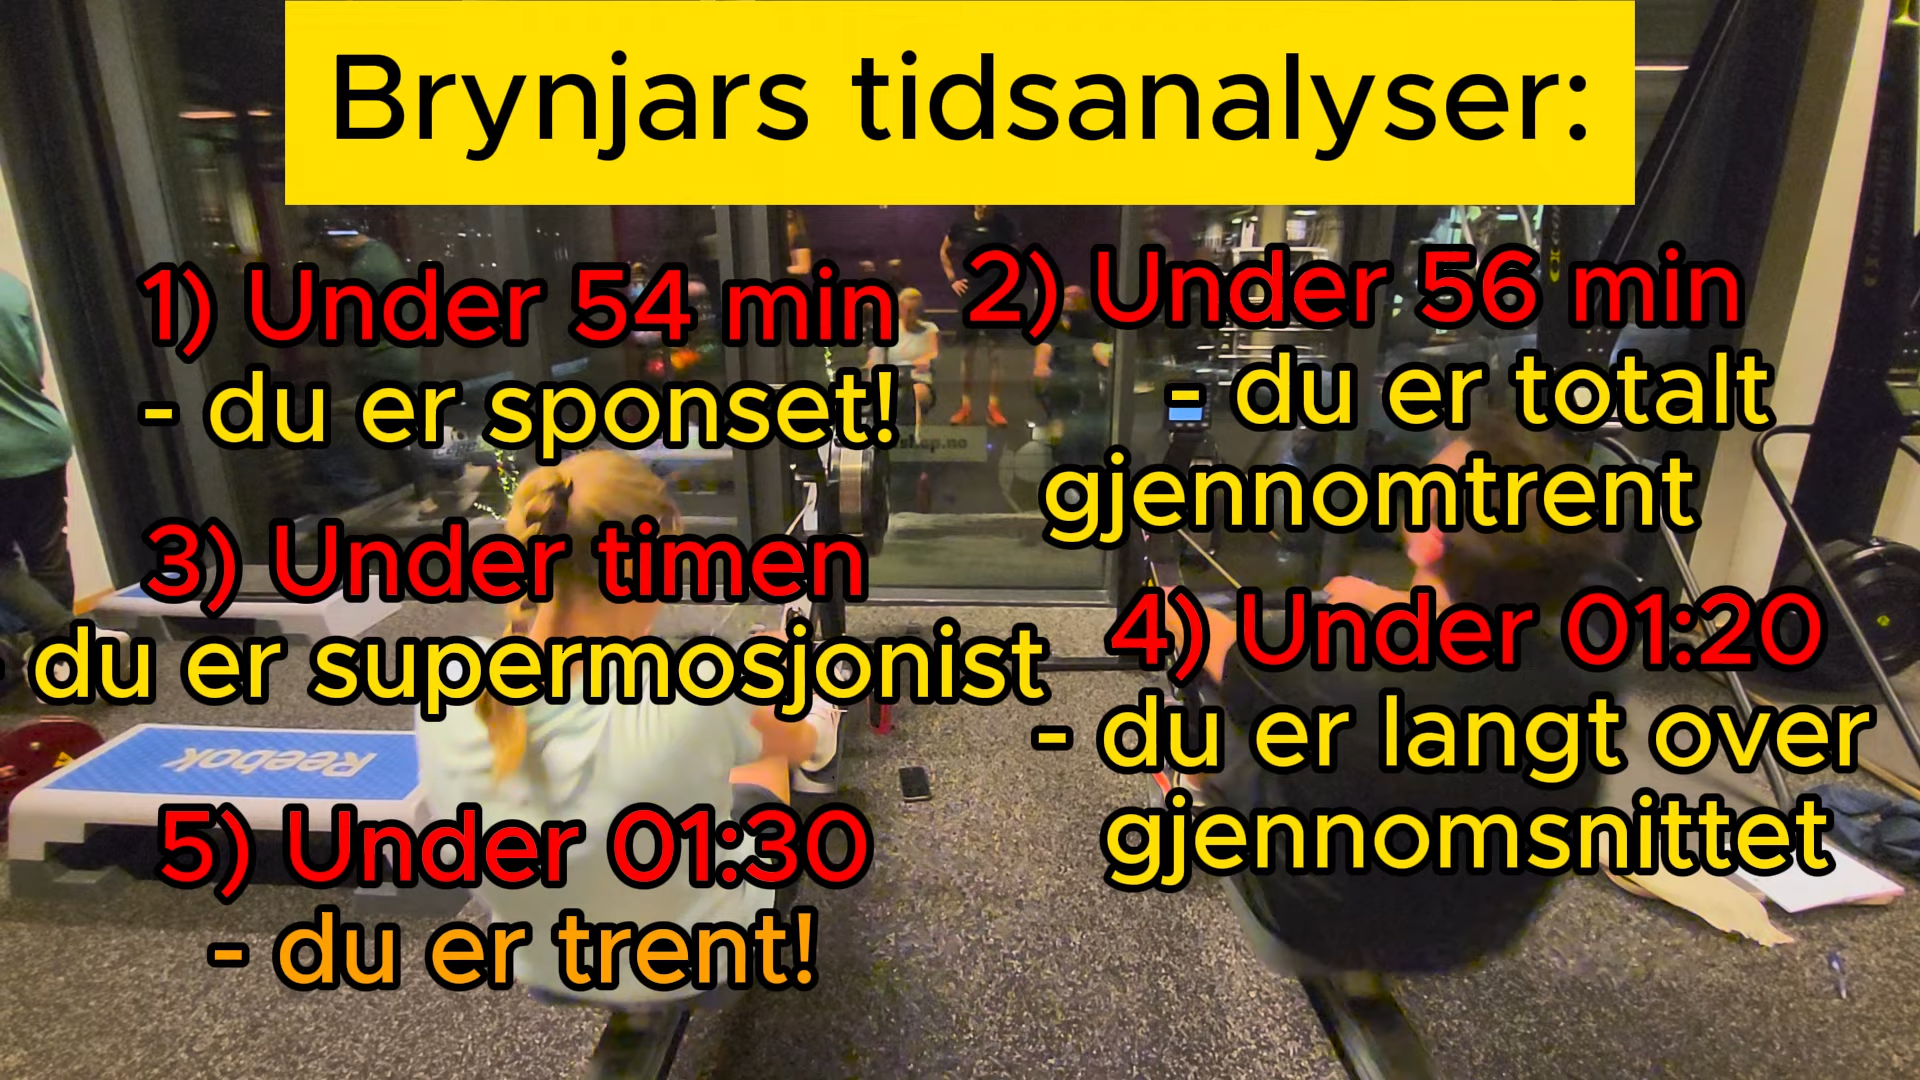 Brynjars tidsanalyser:
1) Under 54 min
- du er sponset!
2) Under 56 min
- du er totalt
gjennomtrent
3) Under timen
- du er supermosjonist
4) Under 01:20
- du er langt over
gjennomsnittet
5) Under 01:30
- du er trent!
Reebok